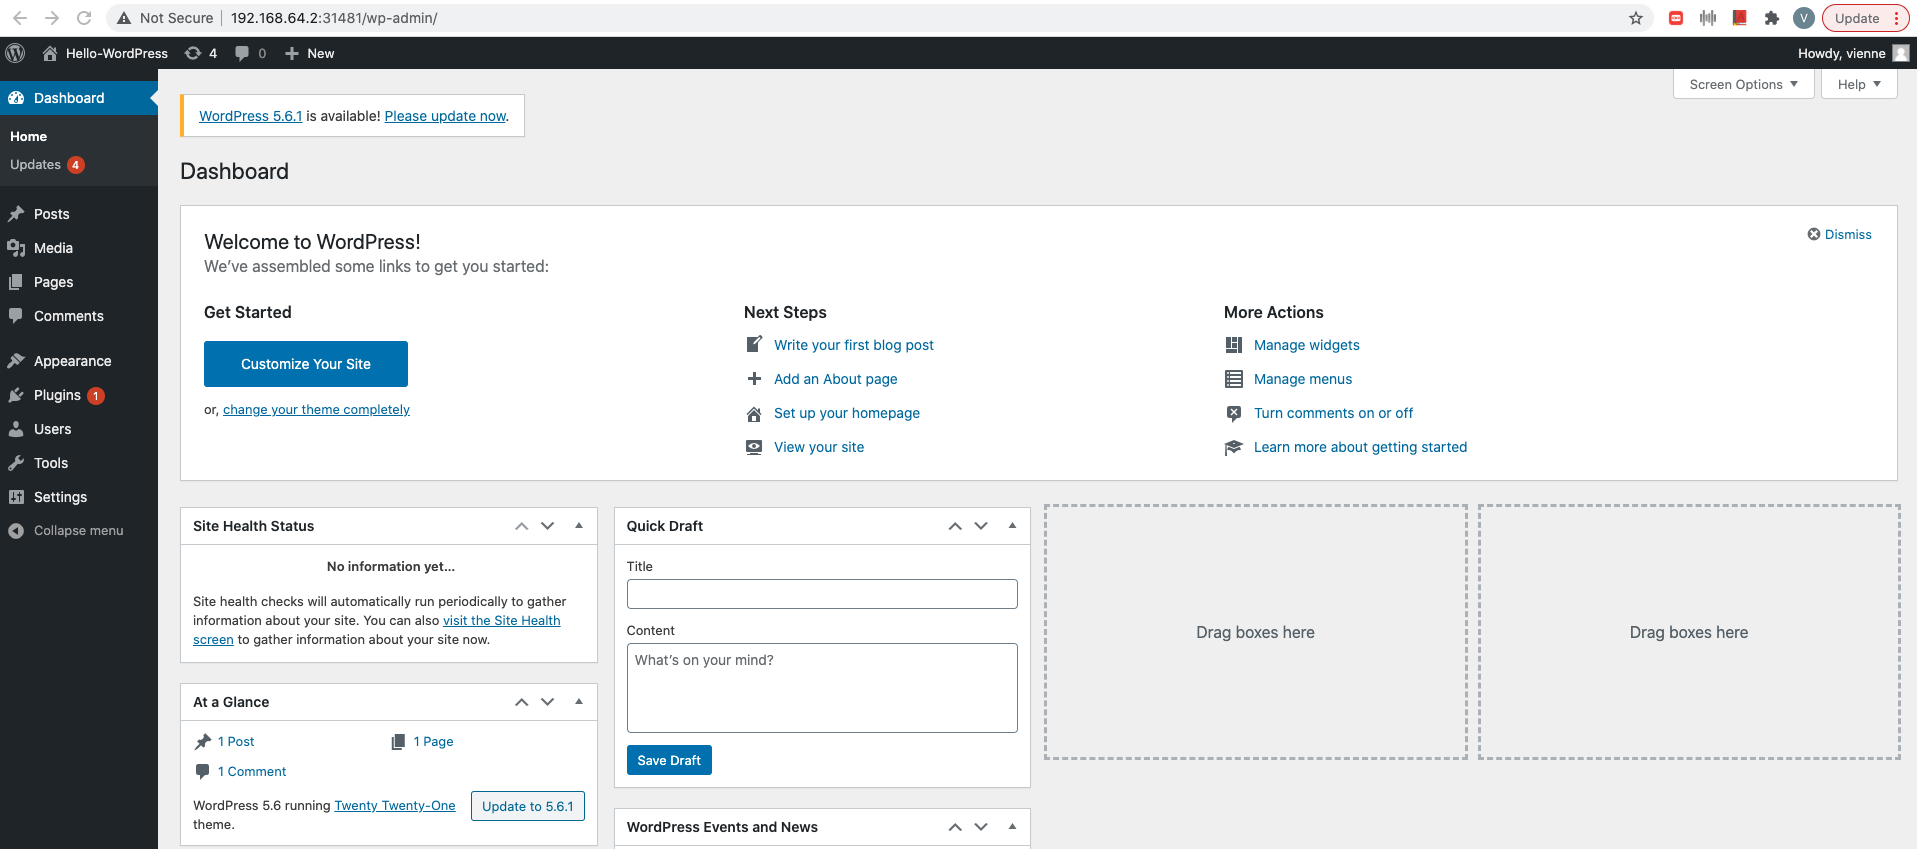 Not Secure | 192.168.64.2:31481/wp-admin/
V
Update
Hello-WordPress
4
0
New
Howdy, vienne
Dashboard
Home
Updates 4
Posts
Media
Pages
Comments
Appearance
Plugins 1
Users
Tools
Settings
Collapse menu
Screen Options
Help
WordPress 5.6.1 is available! Please update now.
Dashboard
Welcome to WordPress!
We've assembled some links to get you started:
Dismiss
Get Started
Customize Your Site
or, change your theme completely
Next Steps
Write your first blog post
Add an About page
Set up your homepage
View your site
More Actions
Manage widgets
Manage menus
Turn comments on or off
Learn more about getting started
Site Health Status
No information yet...
Site health checks will automatically run periodically to gather
information about your site. You can also visit the Site Health
screen to gather information about your site now.
At a Glance
1 Post
1 Page
1 Comment
WordPress 5.6 running Twenty Twenty-One
theme.
Update to 5.6.1
Quick Draft
Title
Content
What's on your mind?
Save Draft
WordPress Events and News
Drag boxes here
Drag boxes here